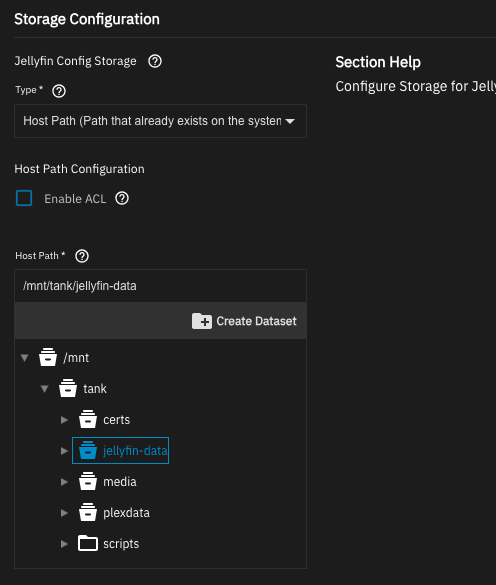 Storage Configuration
Jellyfin Config Storage
Section Help
Configure Storage for Jelly
Type *
Host Path (Path that already exists on the system
Host Path Configuration
Enable ACL
Host Path *
/mnt/tank/jellyfin-data
Create Dataset
/mnt
tank
certs
jellyfin-data
media
plexdata
scripts